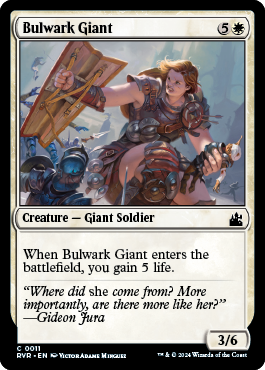 Bulwark Giant 5
Creature — Giant Soldier
When Bulwark Giant enters the
battlefield, you gain 5 life.
“Where did she come from? More
importantly, are there more like her?”
—Gideon Jura
3/6
C 0011
RVR • EN Victor Adame Minguez
™ & © 2024 Wizards of the Coast